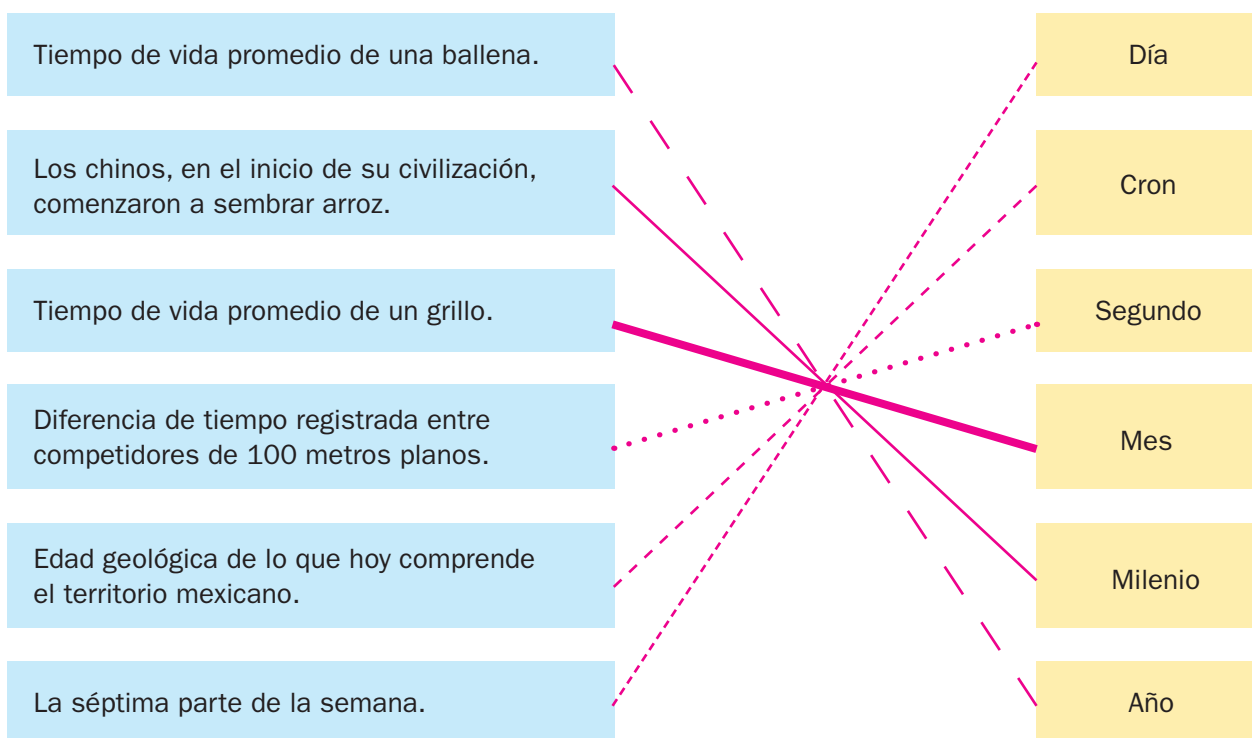 Tiempo de vida promedio de una ballena.
Día
Los chinos, en el inicio de su civilización,
comenzaron a sembrar arroz.
Cron
Tiempo de vida promedio de un grillo.
Segundo
Diferencia de tiempo registrada entre
competidores de 100 metros planos.
Mes
Edad geológica de lo que hoy comprende
el territorio mexicano.
Milenio
La séptima parte de la semana.
Año